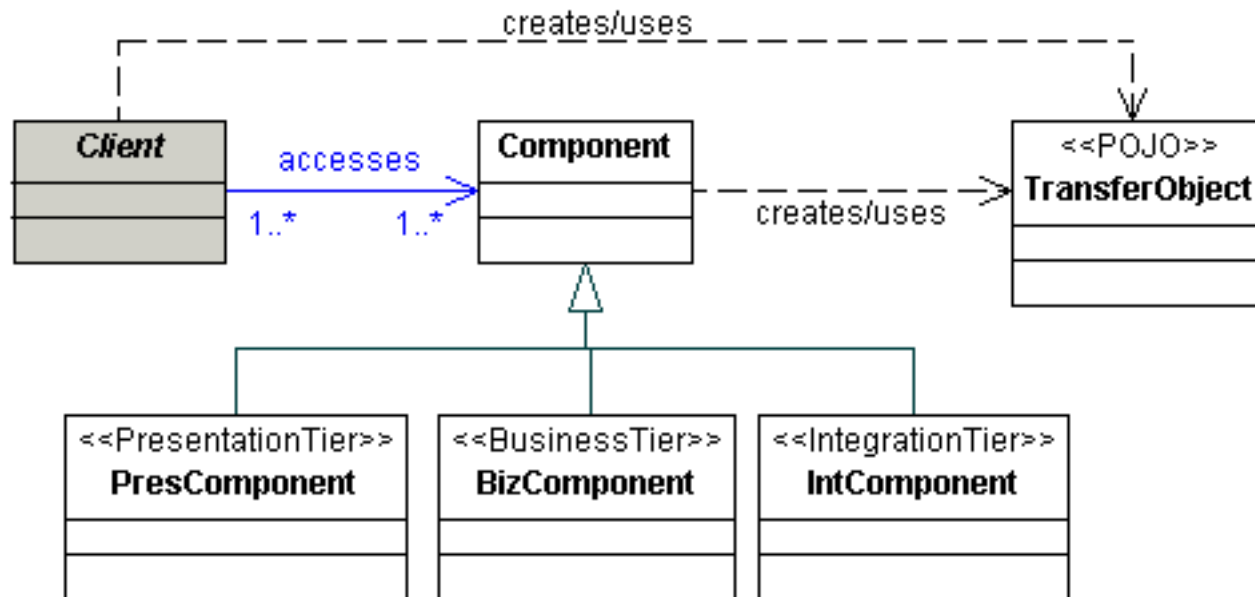 creates/uses
Client
accesses
1..*
1..*
Component
creates/uses
<<POJO>>
TransferObject
<<PresentationTier>>
PresComponent
<<BusinessTier>>
BizComponent
<<IntegrationTier>>
IntComponent